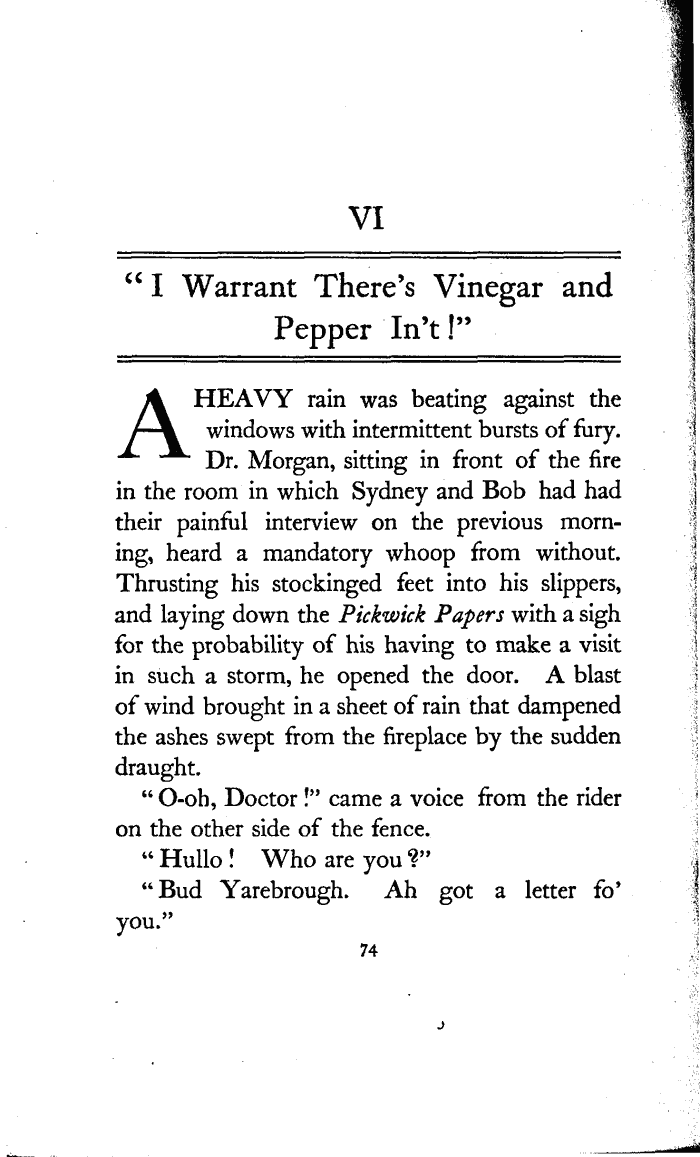 VI
“I Warrant There’s Vinegar and
Pepper In’t!”
A HEAVY rain was beating against the
windows with intermittent bursts of fury.
Dr. Morgan, sitting in front of the fire
in the room in which Sydney and Bob had had
their painful interview on the previous morn-
ing, heard a mandatory whoop from without.
Thrusting his stockinged feet into his slippers,
and laying down the Pickwick Papers with a sigh
for the probability of his having to make a visit
in such a storm, he opened the door. A blast
of wind brought in a sheet of rain that dampened
the ashes swept from the fireplace by the sudden
draught.
“O-oh, Doctor!” came a voice from the rider
on the other side of the fence.
“Hullo! Who are you?”
“Bud Yarebrough. Ah got a letter fo’
you.”
74